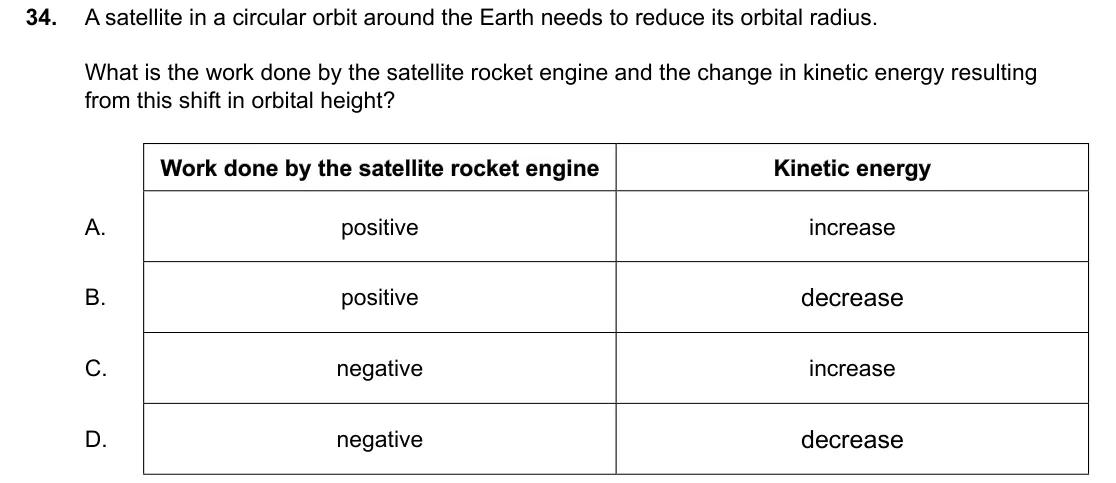 34. A satellite in a circular orbit around the Earth needs to reduce its orbital radius.
What is the work done by the satellite rocket engine and the change in kinetic energy resulting
from this shift in orbital height?
Work done by the satellite rocket engine Kinetic energy
A. positive increase
B. positive decrease
C. negative increase
D. negative decrease